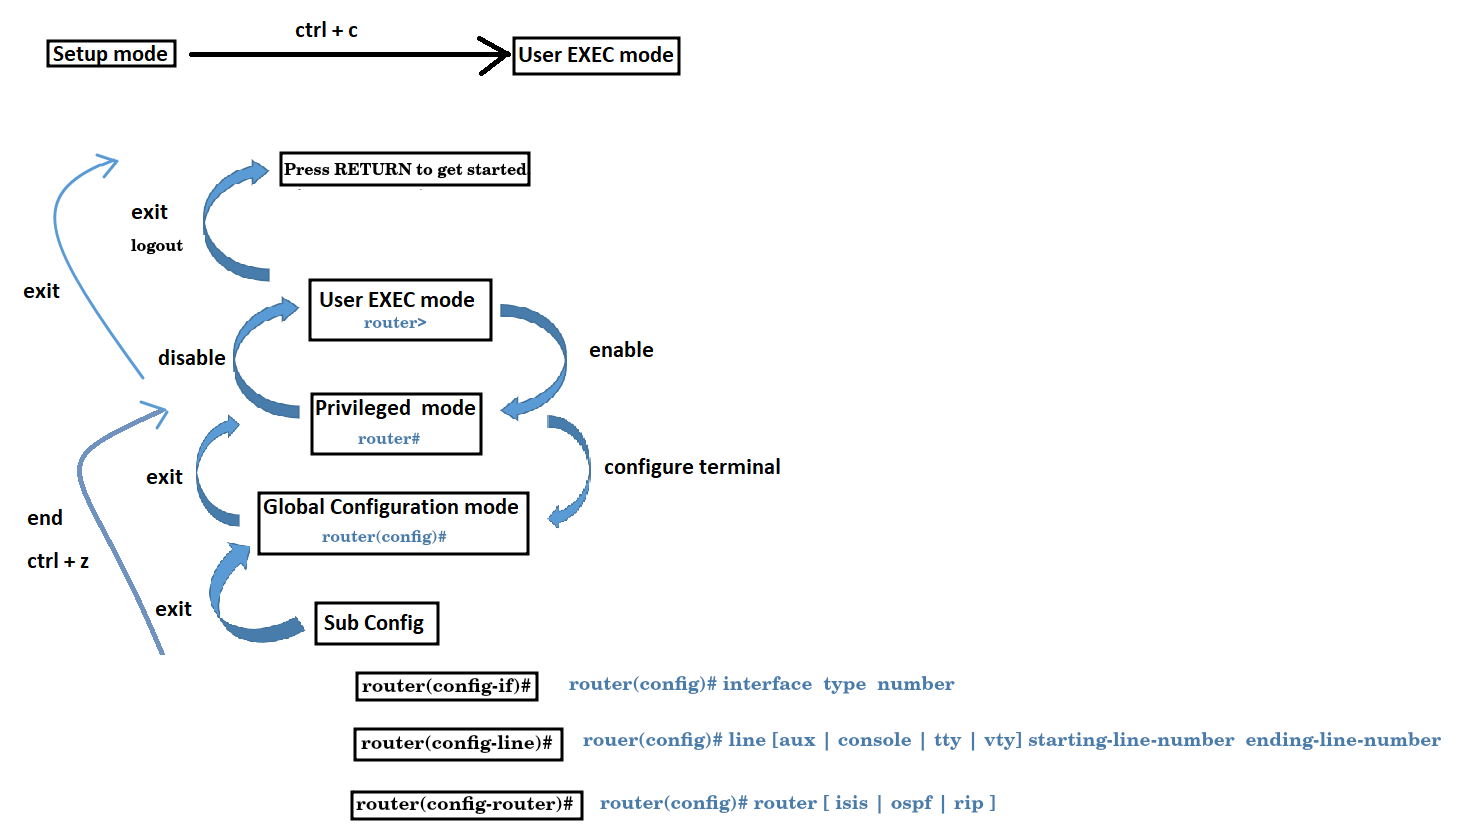 ctrl + c
Setup mode
User EXEC mode
Press RETURN to get started
exit
logout
exit
User EXEC mode
router>
disable
enable
Privileged mode
router#
exit
configure terminal
Global Configuration mode
router(config)#
end
ctrl + z
exit
Sub Config
router(config-if)# router(config)# interface type number
router(config-line)# rouer(config)# line [aux | console | tty | vty] starting-line-number ending-line-number
router(config-router)# router(config)# router [ isis | ospf | rip ]